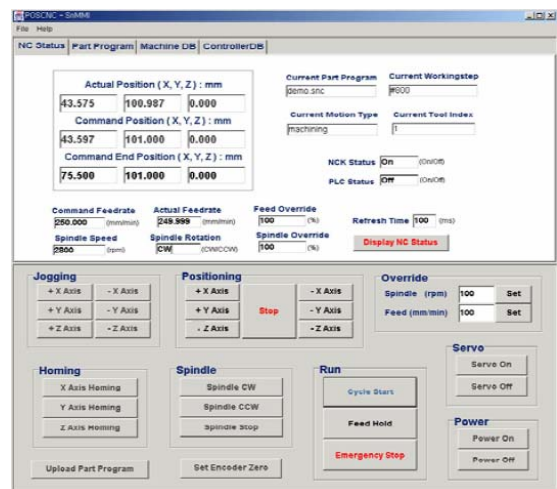 POSCNC - SnMMI
File Help
NC Status Part Program Machine DB ControllerDB
Actual Position ( X, Y, Z ) : mm
43.575 100.987 0.000
Command Position ( X, Y, Z ) : mm
43.597 101.000 0.000
Command End Position ( X, Y, Z ) : mm
75.500 101.000 0.000
Current Part Program Current Workingstep
demo.snc #800
Current Motion Type Current Tool Index
machining 1
NCK Status On (On/Off)
PLC Status Off (On/Off)
Command Feedrate Actual Feedrate Feed Override
250.000 (mm/min) 249.999 (mm/min) 100 (%)
Refresh Time 100 (ms)
Spindle Speed Spindle Rotation Spindle Override
2800 (rpm) CW (CW/CCW) 100 (%)
Display NC Status
Jogging
+ X Axis - X Axis
+ Y Axis - Y Axis
+ Z Axis - Z Axis
Positioning
+ X Axis Stop - X Axis
+ Y Axis - Y Axis
- Z Axis - Z Axis
Override
Spindle (rpm) 100 Set
Feed (mm/min) 100 Set
Servo
Servo On
Servo Off
Homing
X Axis Homing
Y Axis Homing
Z Axis Homing
Spindle
Spindle CW
Spindle CCW
Spindle Stop
Run
Cycle Start
Feed Hold
Emergency Stop
Power
Power On
Power Off
Upload Part Program
Set Encoder Zero